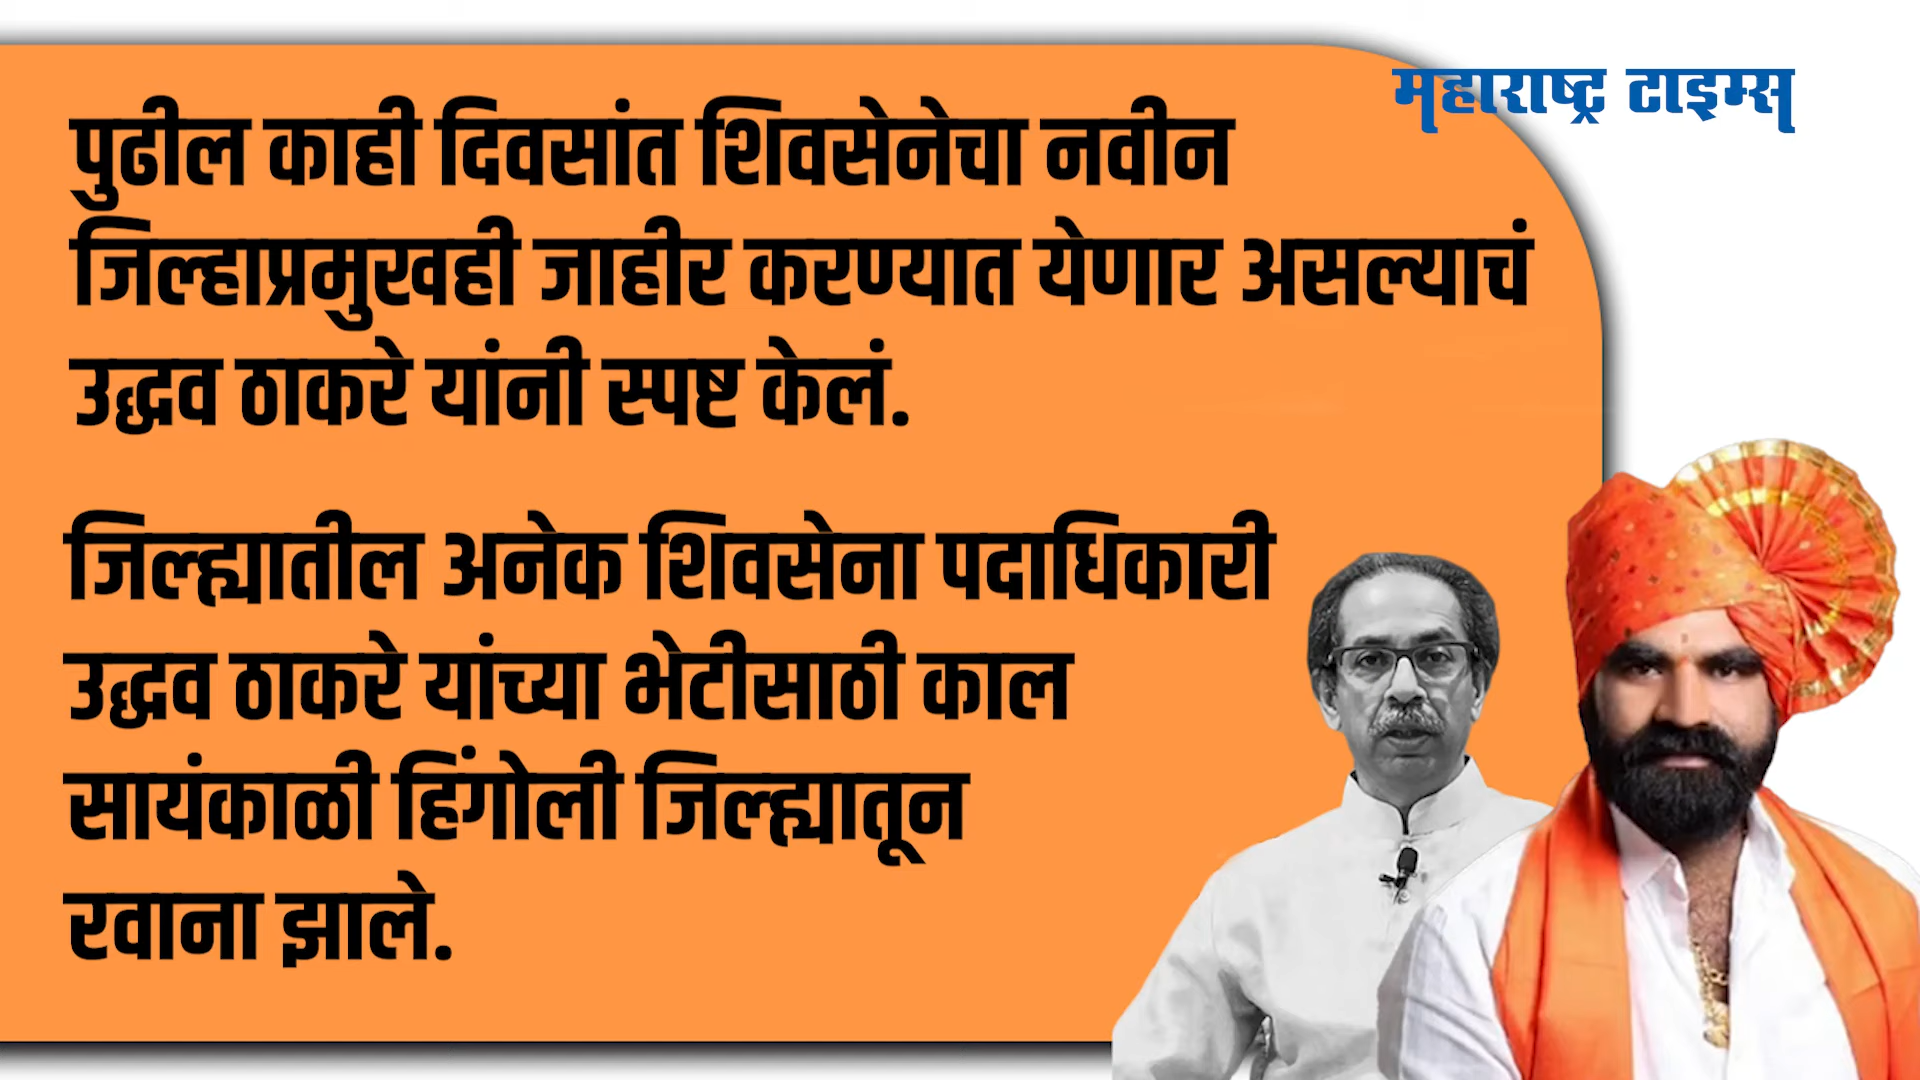 महाराष्ट्र टाइम्स
पुढील काही दिवसांत शिवसेनेचा नवीन
जिल्हाप्रमुखही जाहीर करण्यात येणार असल्याचं
उद्धव ठाकरे यांनी स्पष्ट केलं.
जिल्ह्यातील अनेक शिवसेना पदाधिकारी
उद्धव ठाकरे यांच्या भेटीसाठी काल
सायंकाळी हिंगोली जिल्ह्यातून
रवाना झाले.